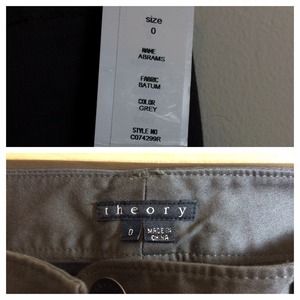 size
0
NAME
ABRAMS
FABRIC
BATUM
COLOR
GREY
STYLE NO
C074299R
theory
0
MADE IN
CHINA